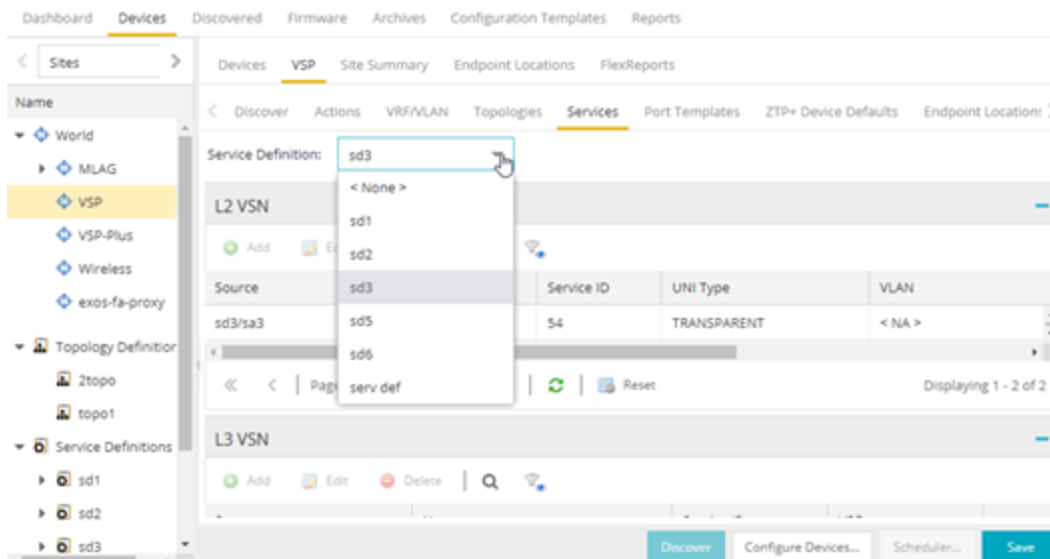 Dashboard Devices Discovered Firmware Archives Configuration Templates Reports
Sites
Devices VSP Site Summary Endpoint Locations FlexReports
Name
Discover Actions VRF/VLAN Topologies Services Port Templates ZTP+ Device Defaults Endpoint Locations
World
MLAG
VSP
VSP-Plus
Wireless
exos-fa-proxy
Topology Definition
2topo
topo1
Service Definitions
sd1
sd2
sd3
Service Definition: sd3
< None >
sd1
sd2
sd3
sd5
sd6
serv def
L2 VSN
Add
Source Service ID UNI Type VLAN
sd3/sa3 54 TRANSPARENT < NA >
Reset Displaying 1 - 2 of 2
L3 VSN
Add Edit Delete
Discover Configure Devices... Scheduler... Save